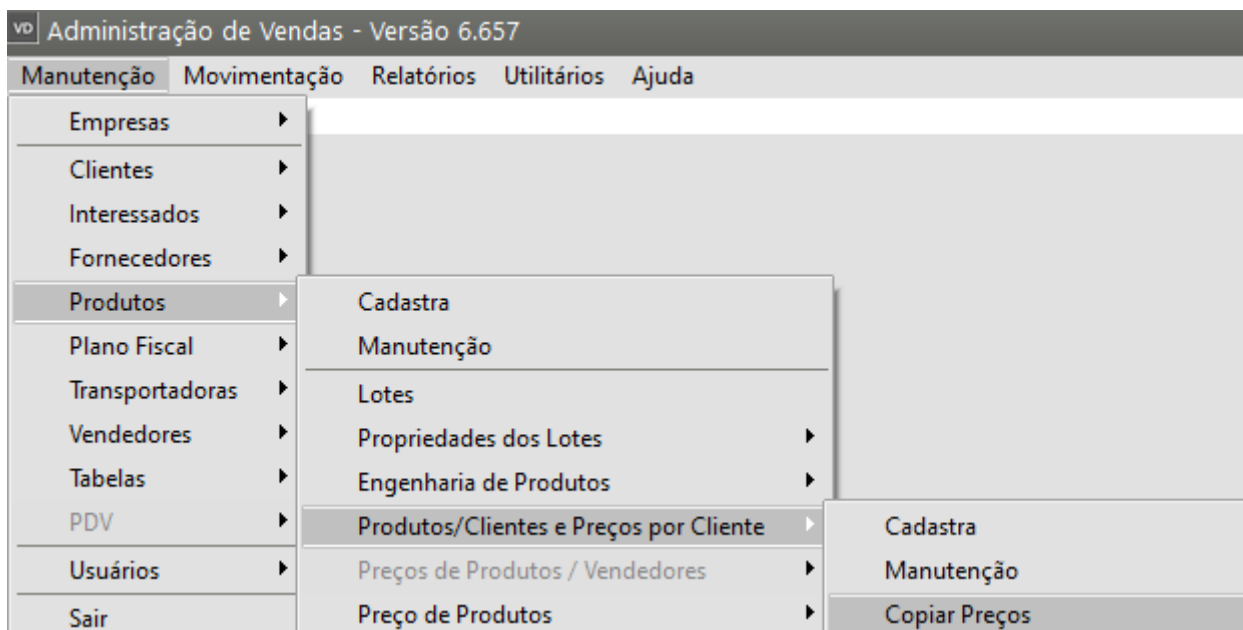 VD Administração de Vendas - Versão 6.657
Manutenção Movimentação Relatórios Utilitários Ajuda
Empresas
Clientes
Interessados
Fornecedores
Produtos
Plano Fiscal
Transportadoras
Vendedores
Tabelas
PDV
Usuários
Sair
Cadastra
Manutenção
Lotes
Propriedades dos Lotes
Engenharia de Produtos
Produtos/Clientes e Preços por Cliente
Preços de Produtos / Vendedores
Preço de Produtos
Cadastra
Manutenção
Copiar Preços